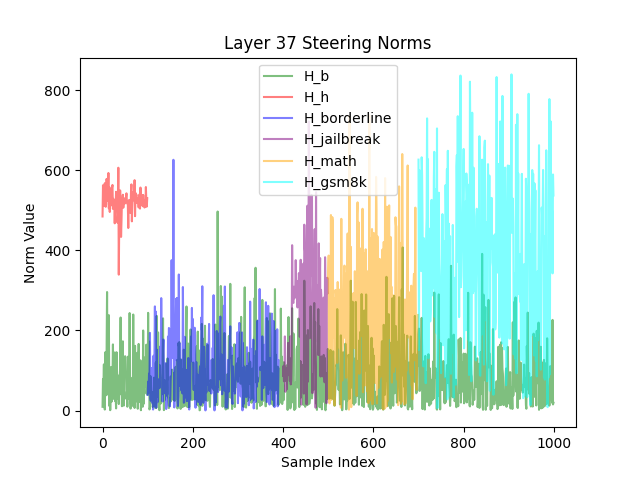 Layer 37 Steering Norms
H_b
H_h
H_borderline
H_jailbreak
H_math
H_gsm8k
Norm Value
800
600
400
200
0
0 200 400 600 800 1000
Sample Index